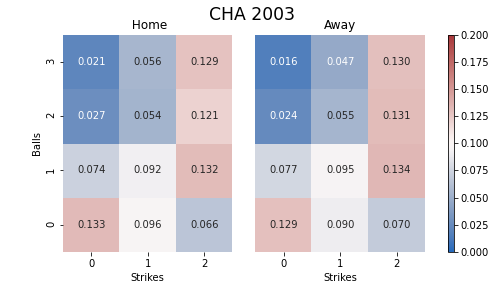 CHA 2003
Home Away
Balls
3 0.021 0.056 0.129 0.016 0.047 0.130
2 0.027 0.054 0.121 0.024 0.055 0.131
1 0.074 0.092 0.132 0.077 0.095 0.134
0 0.133 0.096 0.066 0.129 0.090 0.070
0 1 2 0 1 2
Strikes Strikes
0.200
0.175
0.150
0.125
0.100
0.075
0.050
0.025
0.000